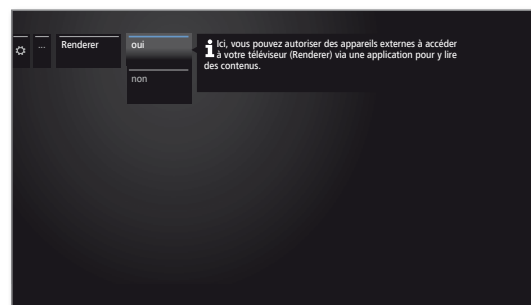 ... Renderer oui
Ici, vous pouvez autoriser des appareils externes à accéder
à votre téléviseur (Renderer) via une application pour y lire
des contenus.
non